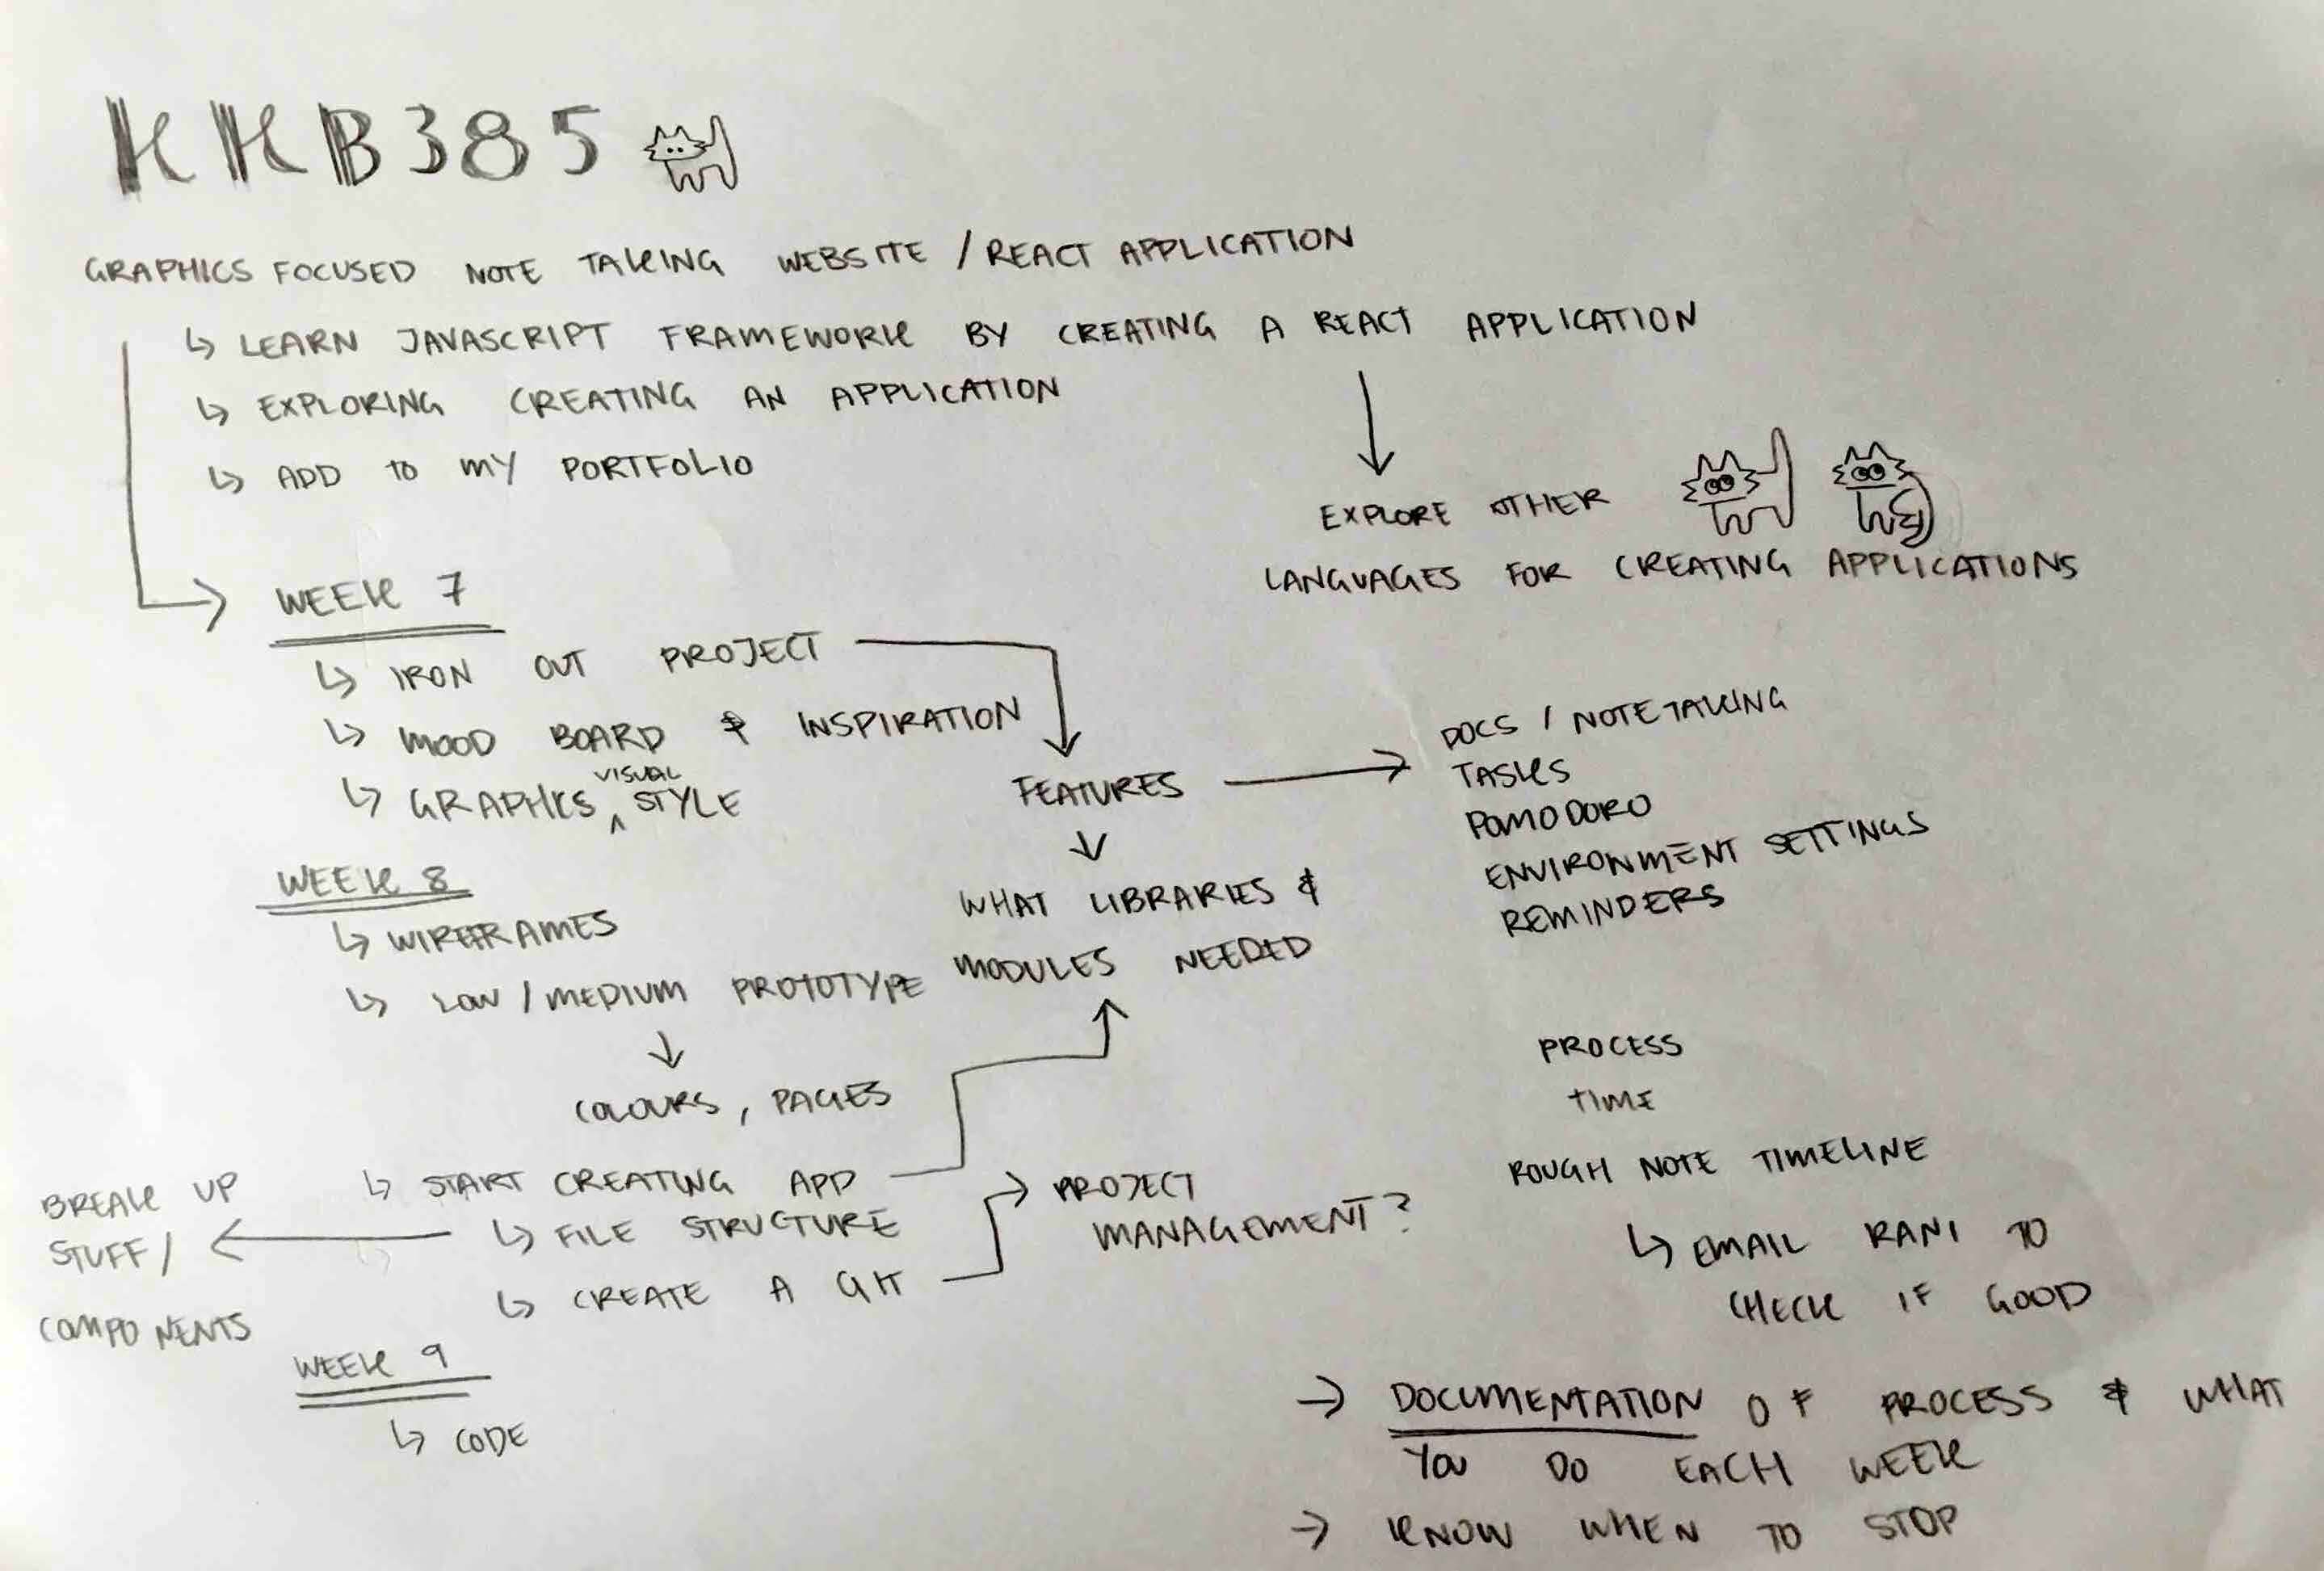 KKB385
GRAPHICS FOCUSED NOTE TAKING WEBSITE / REACT APPLICATION
↳ LEARN JAVASCRIPT FRAMEWORK BY CREATING A REACT APPLICATION
↳ EXPLORING CREATING AN APPLICATION
↳ ADD TO MY PORTFOLIO
EXPLORE OTHER
LANGUAGES FOR CREATING APPLICATIONS
WEEK 7
↳ IRON OUT PROJECT
↳ MOOD BOARD & INSPIRATION
↳ GRAPHICS ^ VISUAL STYLE
FEATURES
DOCS / NOTETAKING
TASKS
POMODORO
ENVIRONMENT SETTINGS
REMINDERS
WHAT LIBRARIES &
MODULES NEEDED
WEEK 8
↳ WIREFRAMES
↳ LOW / MEDIUM PROTOTYPE
COLOURS, PAGES
↳ START CREATING APP
↳ FILE STRUCTURE
↳ CREATE A GIT
BREAK UP
STUFF /
COMPONENTS
PROJECT
MANAGEMENT?
WEEK 9
↳ CODE
PROCESS
TIME
ROUGH NOTE TIMELINE
↳ EMAIL RANI TO
CHECK IF GOOD
→ DOCUMENTATION OF PROCESS & WHAT
YOU DO EACH WEEK
→ KNOW WHEN TO STOP